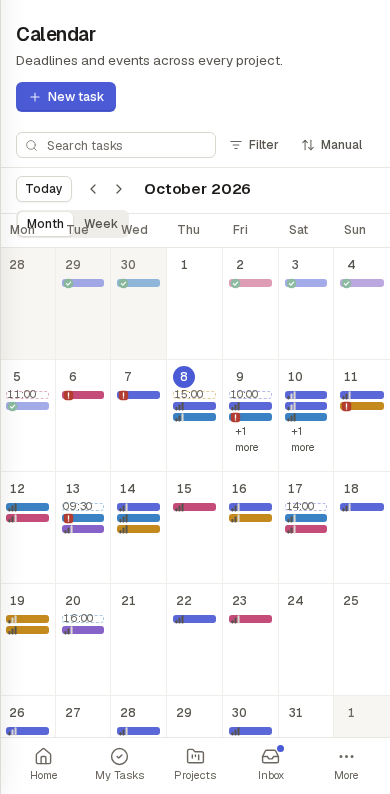 Calendar
Deadlines and events across every project.
New task
Search tasks
Filter
Manual
Today
October 2026
Month
Week
Mon Tue Wed Thu Fri Sat Sun
28 29 30 1 2 3 4
5 6 7 8 9 10 11
11:00 15:00 10:00
+1 more
+1 more
12 13 14 15 16 17 18
09:30 14:00
19 20 21 22 23 24 25
16:00
26 27 28 29 30 31 1
Home My Tasks Projects Inbox More